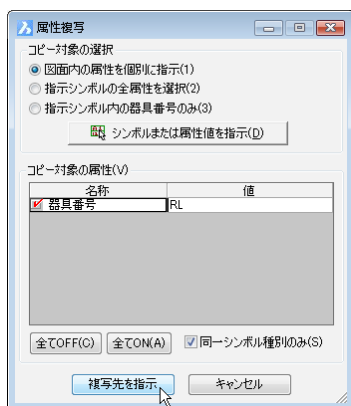 属性複写
コピー対象の選択
図面内の属性を個別に指示(1)
指示シンボルの全属性を選択(2)
指示シンボル内の器具番号のみ(3)
シンボルまたは属性値を指示(D)
コピー対象の属性(V)
名称 値
器具番号 RL
全てOFF(C) 全てON(A) 同一シンボル種別のみ(S)
複写先を指示 キャンセル